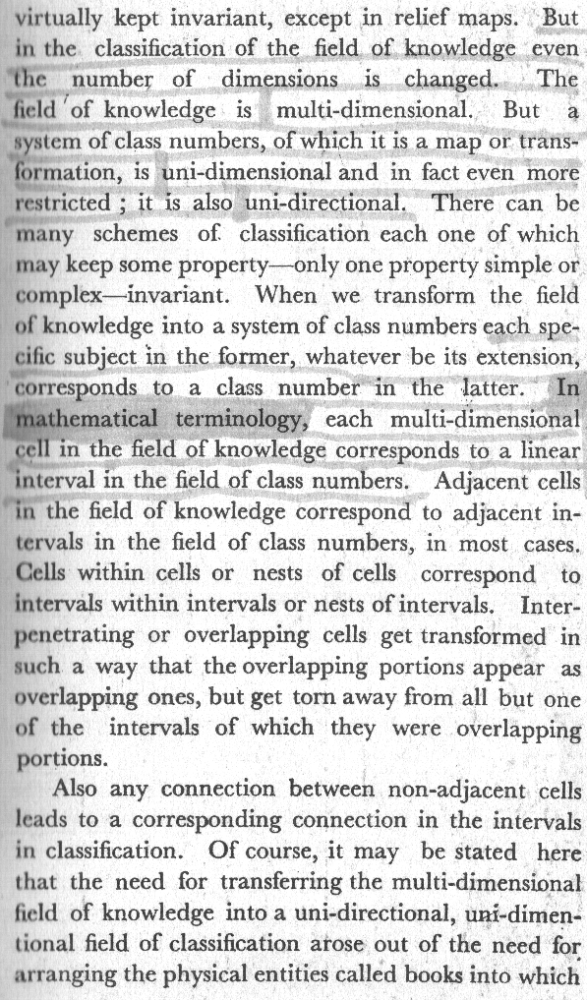 virtually kept invariant, except in relief maps. But
in the classification of the field of knowledge even
the number of dimensions is changed. The
field of knowledge is multi-dimensional. But a
system of class numbers, of which it is a map or trans-
formation, is uni-dimensional and in fact even more
restricted ; it is also uni-directional. There can be
many schemes of classification each one of which
may keep some property—only one property simple or
complex—invariant. When we transform the field
of knowledge into a system of class numbers each spe-
cific subject in the former, whatever be its extension,
corresponds to a class number in the latter. In
mathematical terminology, each multi-dimensional
cell in the field of knowledge corresponds to a linear
interval in the field of class numbers. Adjacent cells
in the field of knowledge correspond to adjacent in-
tervals in the field of class numbers, in most cases.
Cells within cells or nests of cells correspond to
intervals within intervals or nests of intervals. Inter-
penetrating or overlapping cells get transformed in
such a way that the overlapping portions appear as
overlapping ones, but get torn away from all but one
of the intervals of which they were overlapping
portions.
Also any connection between non-adjacent cells
leads to a corresponding connection in the intervals
in classification. Of course, it may be stated here
that the need for transferring the multi-dimensional
field of knowledge into a uni-directional, uni-dimen-
tional field of classification arose out of the need for
arranging the physical entities called books into which